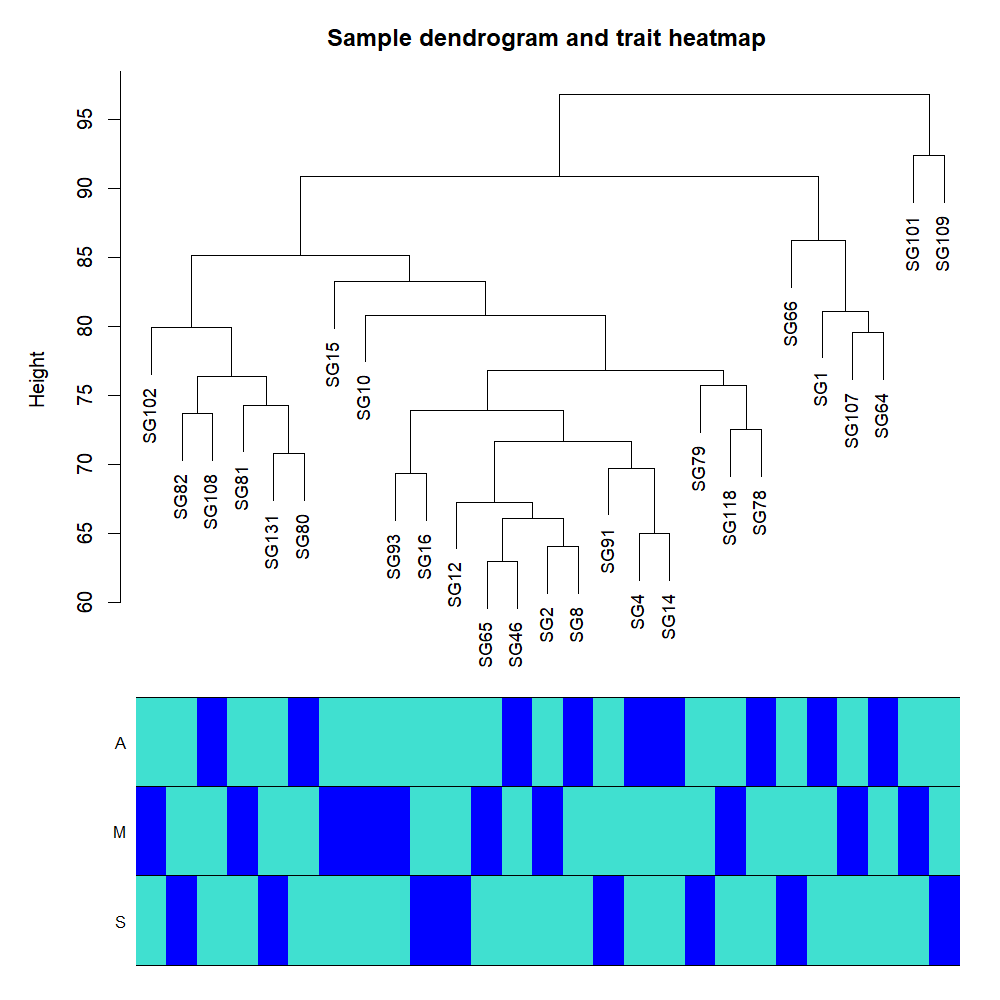 Sample dendrogram and trait heatmap
Height
95
90
85
80
75
70
65
60
SG102
SG82
SG108
SG81
SG131
SG80
SG15
SG10
SG93
SG16
SG12
SG65
SG46
SG2
SG8
SG91
SG4
SG14
SG79
SG118
SG78
SG66
SG1
SG107
SG64
SG101
SG109
A
M
S